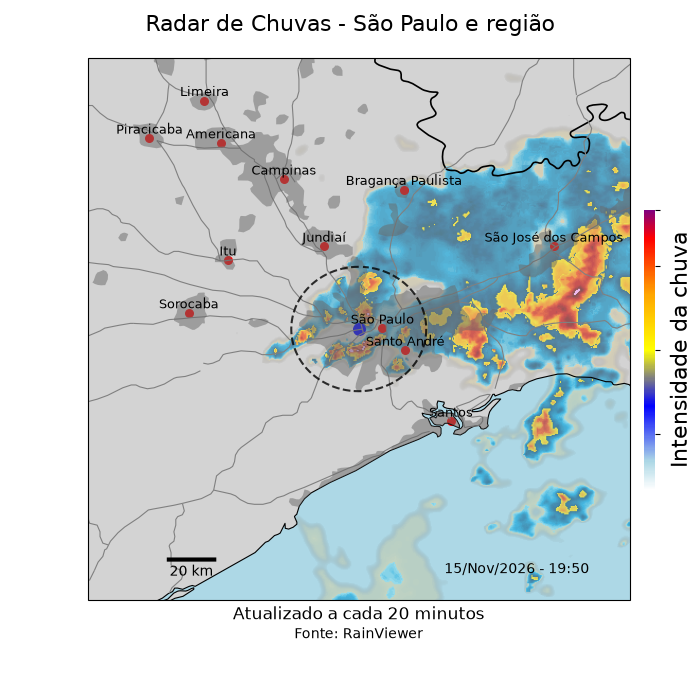 Radar de Chuvas - São Paulo e região
Limeira
Piracicaba
Americana
Campinas
Bragança Paulista
Jundiaí
São José dos Campos
Itu
Sorocaba
São Paulo
Santo André
Santos
Intensidade da chuva
15/Nov/2026 - 19:50
20 km
Atualizado a cada 20 minutos
Fonte: RainViewer